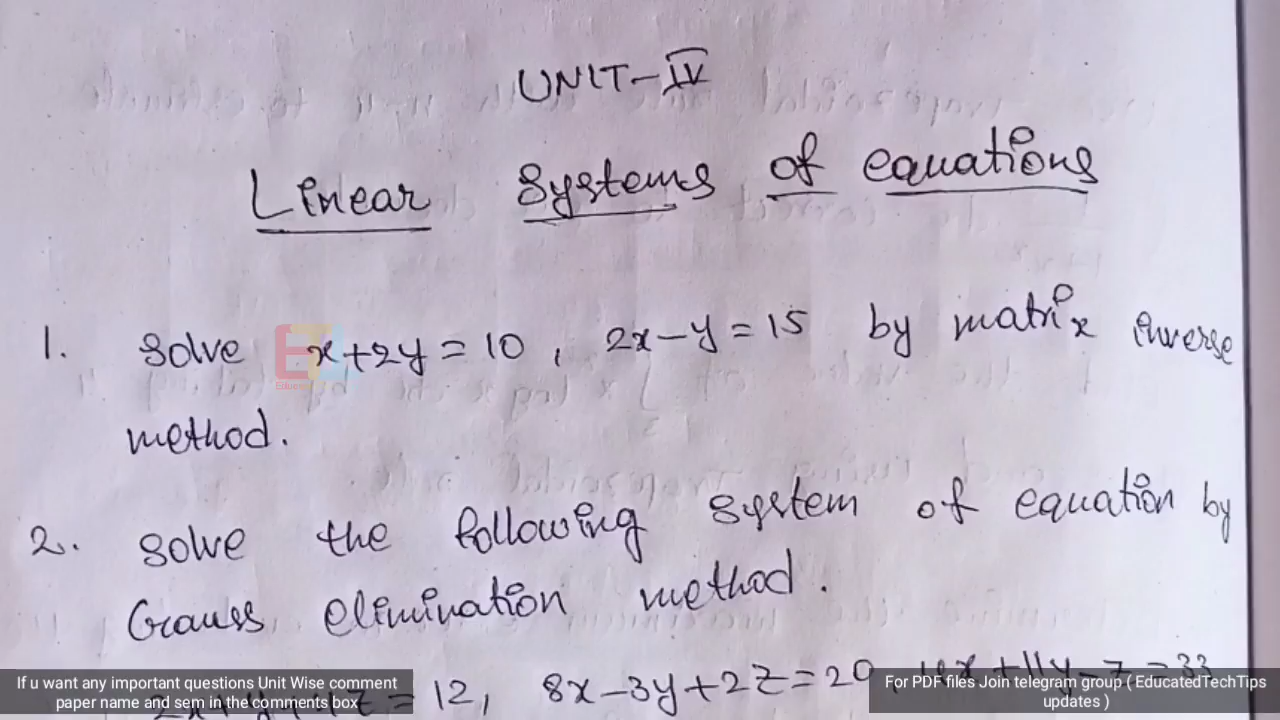 UNIT-IV
Linear Systems of equations
1. Solve x+2y = 10 , 2x-y = 15 by matrix inverse
method.
2. Solve the following system of equation by
Gauss elimination method.
= 12, 8x-3y+2z=20,
If u want any important questions Unit Wise comment
paper name and sem in the comments box
For PDF files Join telegram group ( EducatedTechTips
updates )